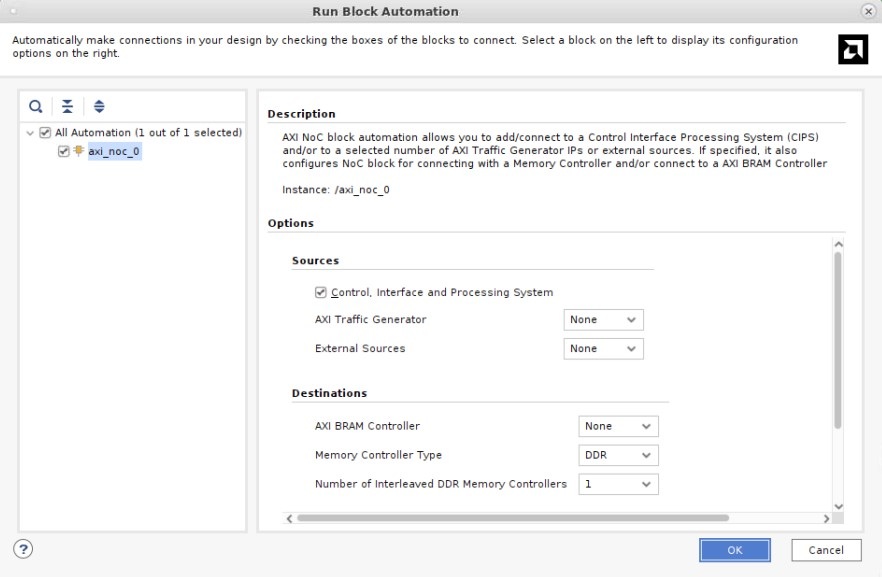 Run Block Automation
Automatically make connections in your design by checking the boxes of the blocks to connect. Select a block on the left to display its configuration
options on the right.
All Automation (1 out of 1 selected)
axi_noc_0
Description
AXI NoC block automation allows you to add/connect to a Control Interface Processing System (CIPS)
and/or to a selected number of AXI Traffic Generator IPs or external sources. If specified, it also
configures NoC block for connecting with a Memory Controller and/or connect to a AXI BRAM Controller
Instance: /axi_noc_0
Options
Sources
Control, Interface and Processing System
AXI Traffic Generator None
External Sources None
Destinations
AXI BRAM Controller None
Memory Controller Type DDR
Number of Interleaved DDR Memory Controllers 1
? OK Cancel